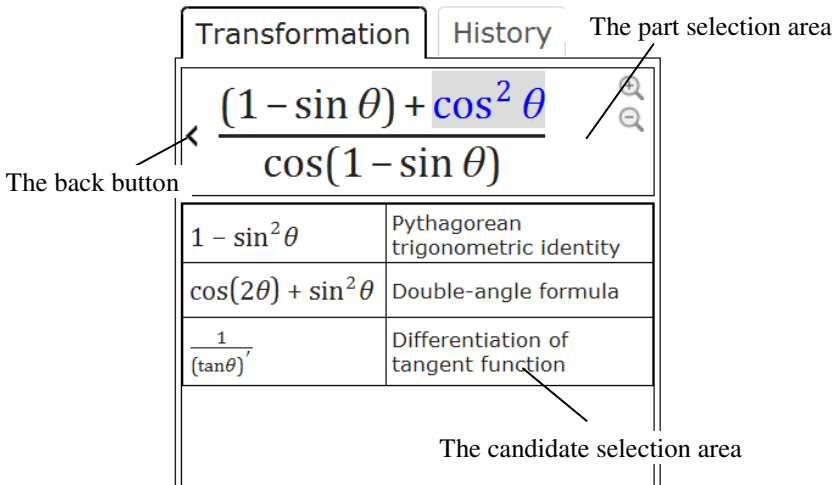 Transformation
History
The part selection area
(1 − sin θ) + cos² θ
cos(1 − sin θ)
The back button
1 − sin²θ
Pythagorean
trigonometric identity
cos(2θ) + sin²θ
Double-angle formula
1
(tanθ)′
Differentiation of
tangent function
The candidate selection area